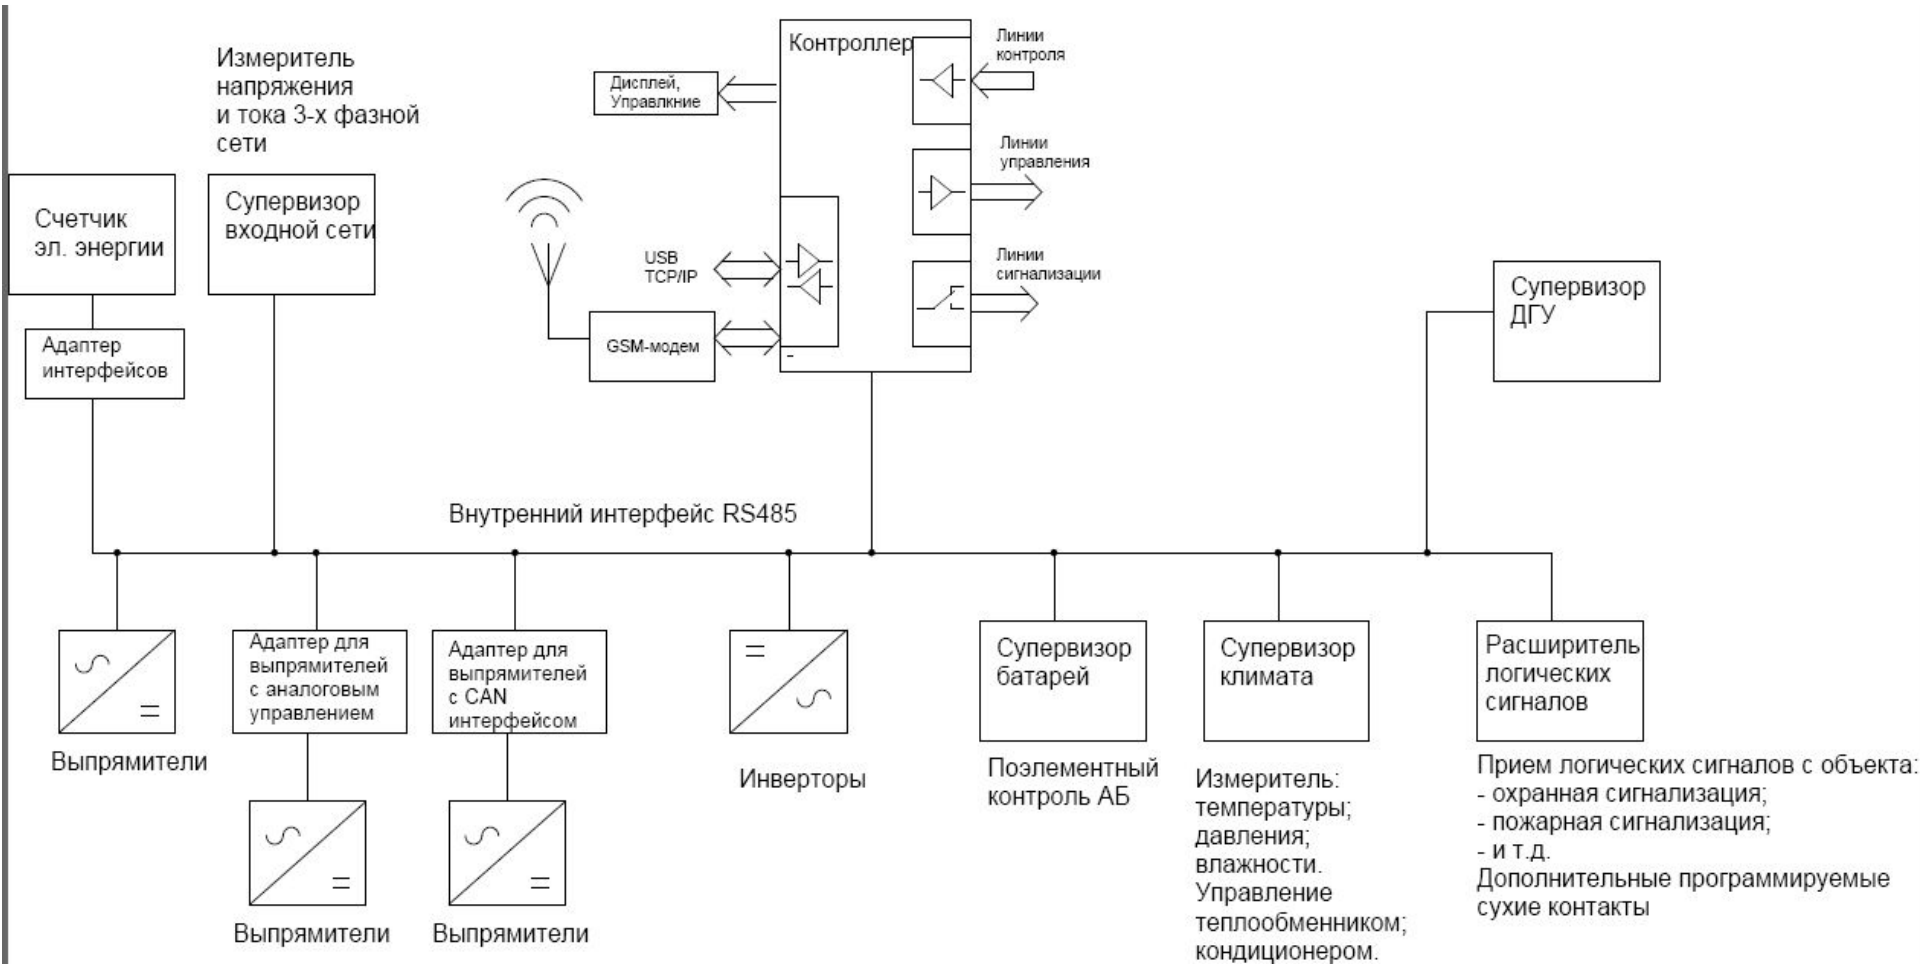 Измеритель
напряжения
и тока 3-х фазной
сети
Счетчик
эл. энергии
Супервизор
входной сети
Адаптер
интерфейсов
Дисплей,
Управлкние
Контроллер
Линии
контроля
Линии
управления
Линии
сигнализации
USB
TCP/IP
GSM-модем
Супервизор
ДГУ
Внутренний интерфейс RS485
Выпрямители
Адаптер для
выпрямителей
с аналоговым
управлением
Выпрямители
Адаптер для
выпрямителей
с CAN
интерфейсом
Выпрямители
Инверторы
Супервизор
батарей
Поэлементный
контроль АБ
Супервизор
климата
Измеритель:
температуры;
давления;
влажности.
Управление
теплообменником;
кондиционером.
Расширитель
логических
сигналов
Прием логических сигналов с объекта:
- охранная сигнализация;
- пожарная сигнализация;
- и т.д.
Дополнительные программируемые
сухие контакты